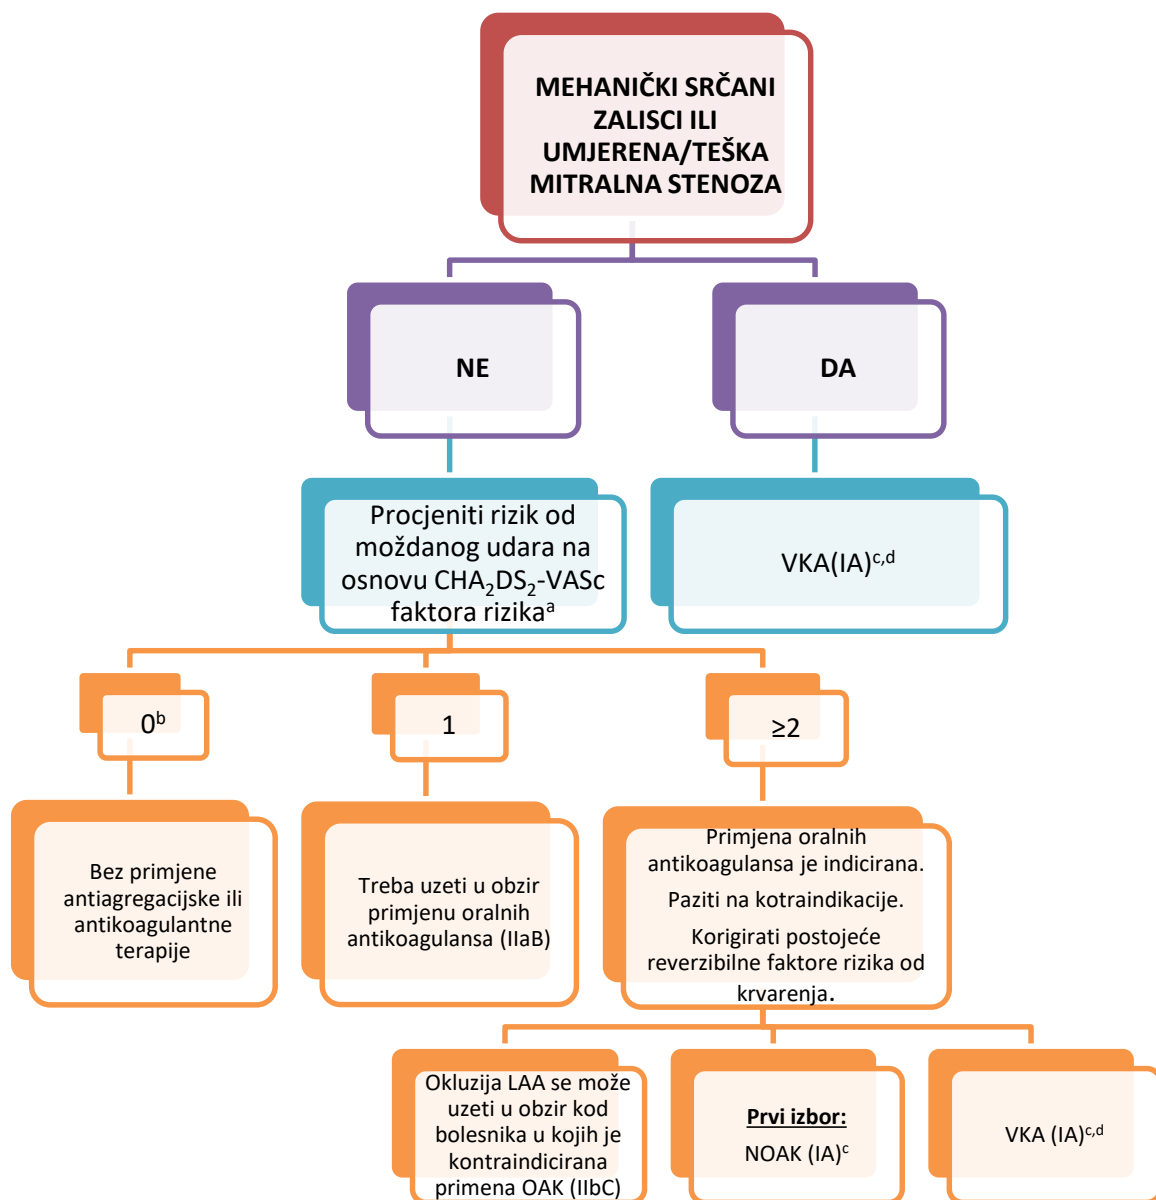 MEHANIČKI SRČANI
ZALISCI ILI
UMJERENA/TEŠKA
MITRALNA STENOZA
NE
DA
Procjeniti rizik od
moždanog udara na
osnovu CHA₂DS₂-VASc
faktora rizikaᵃ
VKA(IA)ᶜ,ᵈ
0ᵇ
1
≥2
Bez primjene
antiagregacijske ili
antikoagulantne
terapije
Treba uzeti u obzir
primjenu oralnih
antikoagulansa (IIaB)
Primjena oralnih
antikoagulansa je indicirana.
Paziti na kotraindikacije.
Korigirati postojeće
reverzibilne faktore rizika od
krvarenja.
Okluzija LAA se može
uzeti u obzir kod
bolesnika u kojih je
kontraindicirana
primena OAK (IIbC)
Prvi izbor:
NOAK (IA)ᶜ
VKA (IA)ᶜ,ᵈ